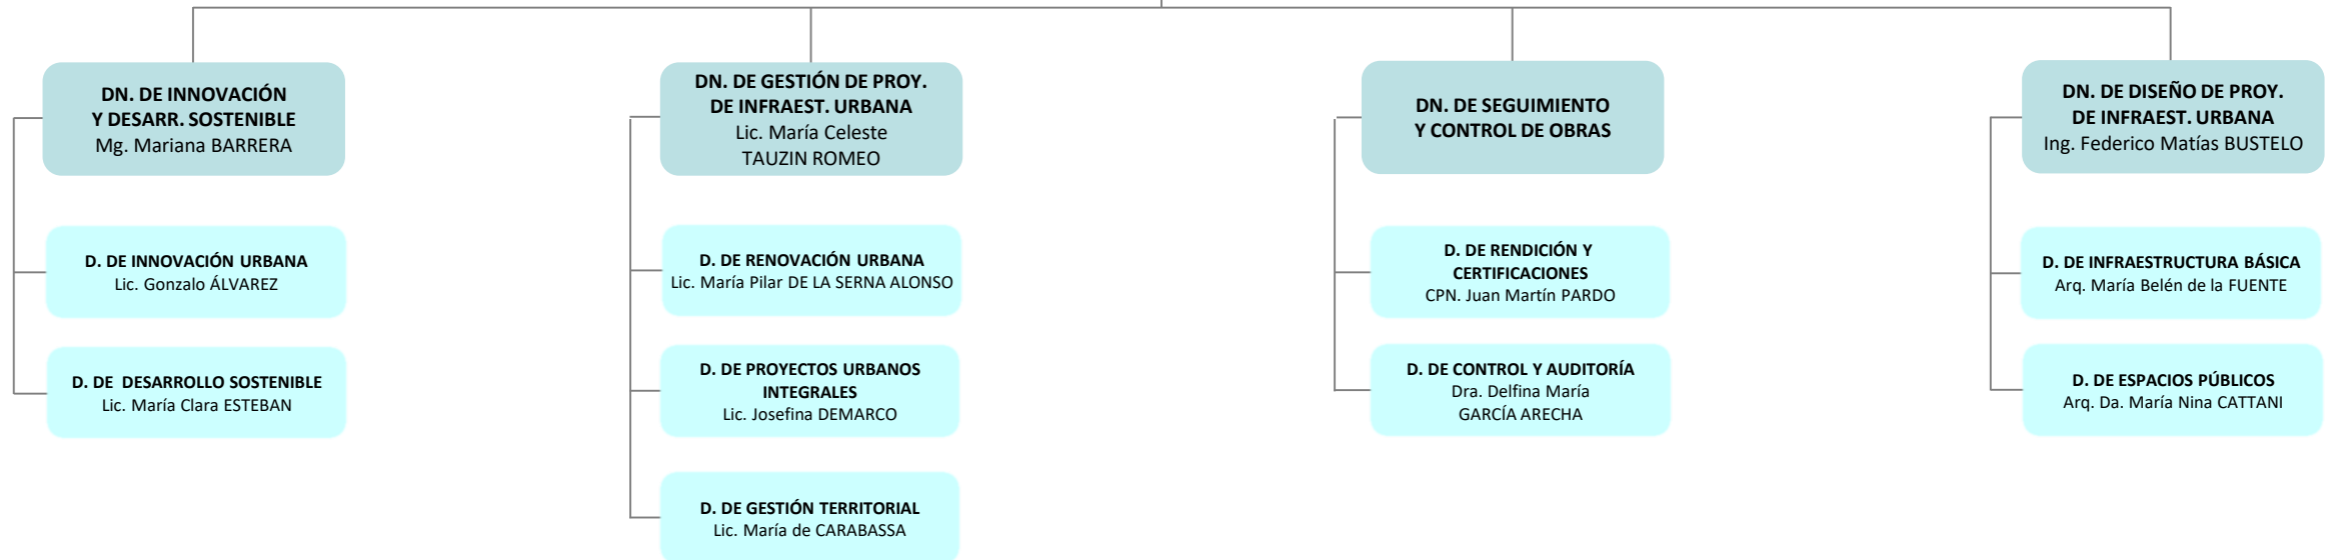 DN. DE INNOVACIÓN
Y DESARR. SOSTENIBLE
Mg. Mariana BARRERA
D. DE INNOVACIÓN URBANA
Lic. Gonzalo ÁLVAREZ
D. DE DESARROLLO SOSTENIBLE
Lic. María Clara ESTEBAN
DN. DE GESTIÓN DE PROY.
DE INFRAEST. URBANA
Lic. María Celeste
TAUZIN ROMEO
D. DE RENOVACIÓN URBANA
Lic. María Pilar DE LA SERNA ALONSO
D. DE PROYECTOS URBANOS
INTEGRALES
Lic. Josefina DEMARCO
D. DE GESTIÓN TERRITORIAL
Lic. María de CARABASSA
DN. DE SEGUIMIENTO
Y CONTROL DE OBRAS
D. DE RENDICIÓN Y
CERTIFICACIONES
CPN. Juan Martín PARDO
D. DE CONTROL Y AUDITORÍA
Dra. Delfina María
GARCÍA ARECHA
DN. DE DISEÑO DE PROY.
DE INFRAEST. URBANA
Ing. Federico Matías BUSTELO
D. DE INFRAESTRUCTURA BÁSICA
Arq. María Belén de la FUENTE
D. DE ESPACIOS PÚBLICOS
Arq. Da. María Nina CATTANI